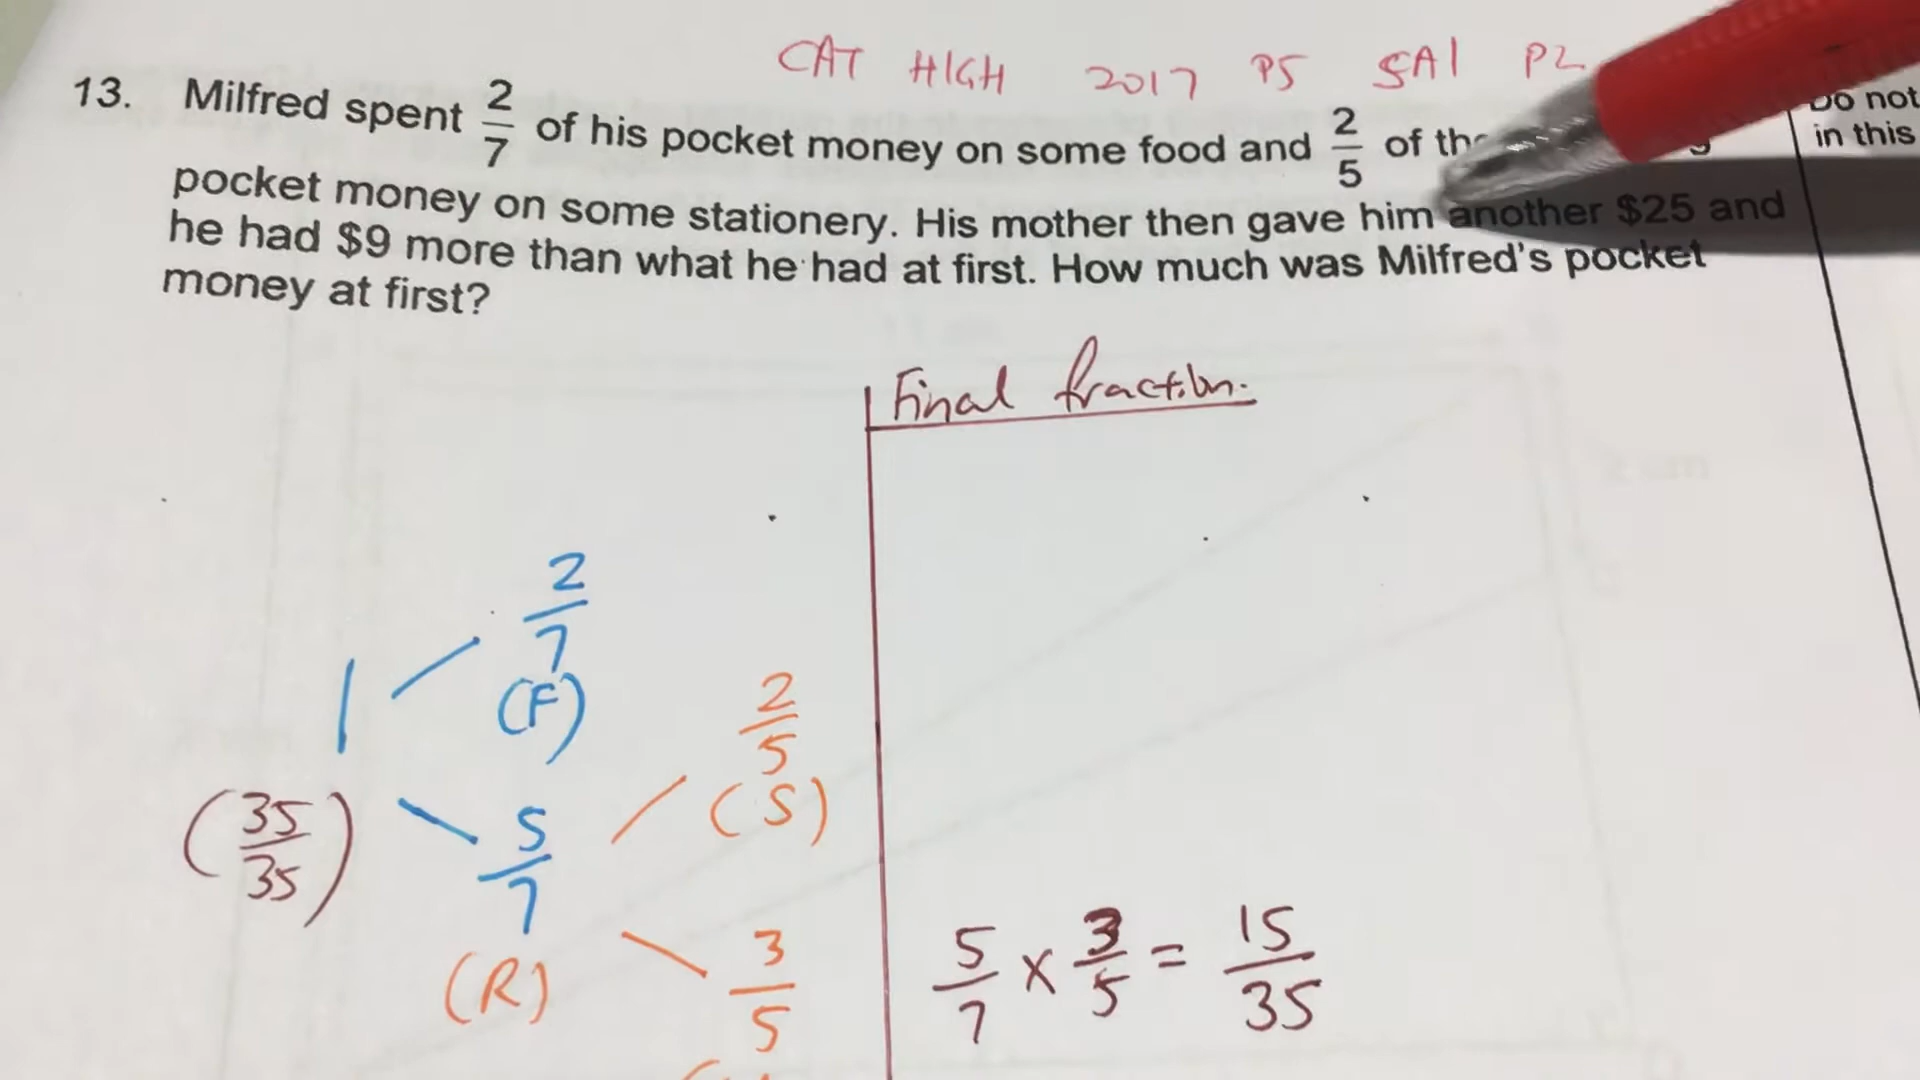 CAT HIGH 2017 P5 SA1 P2
13. Milfred spent 2/7 of his pocket money on some food and 2/5 of the
Do not
in this
pocket money on some stationery. His mother then gave him another $25 and
he had $9 more than what he had at first. How much was Milfred's pocket
money at first?
Final fraction.
2/7
(F)
1
2/5
(S)
(35/35)
5/7
(R)
3/5
5/7 x 3/5 = 15/35